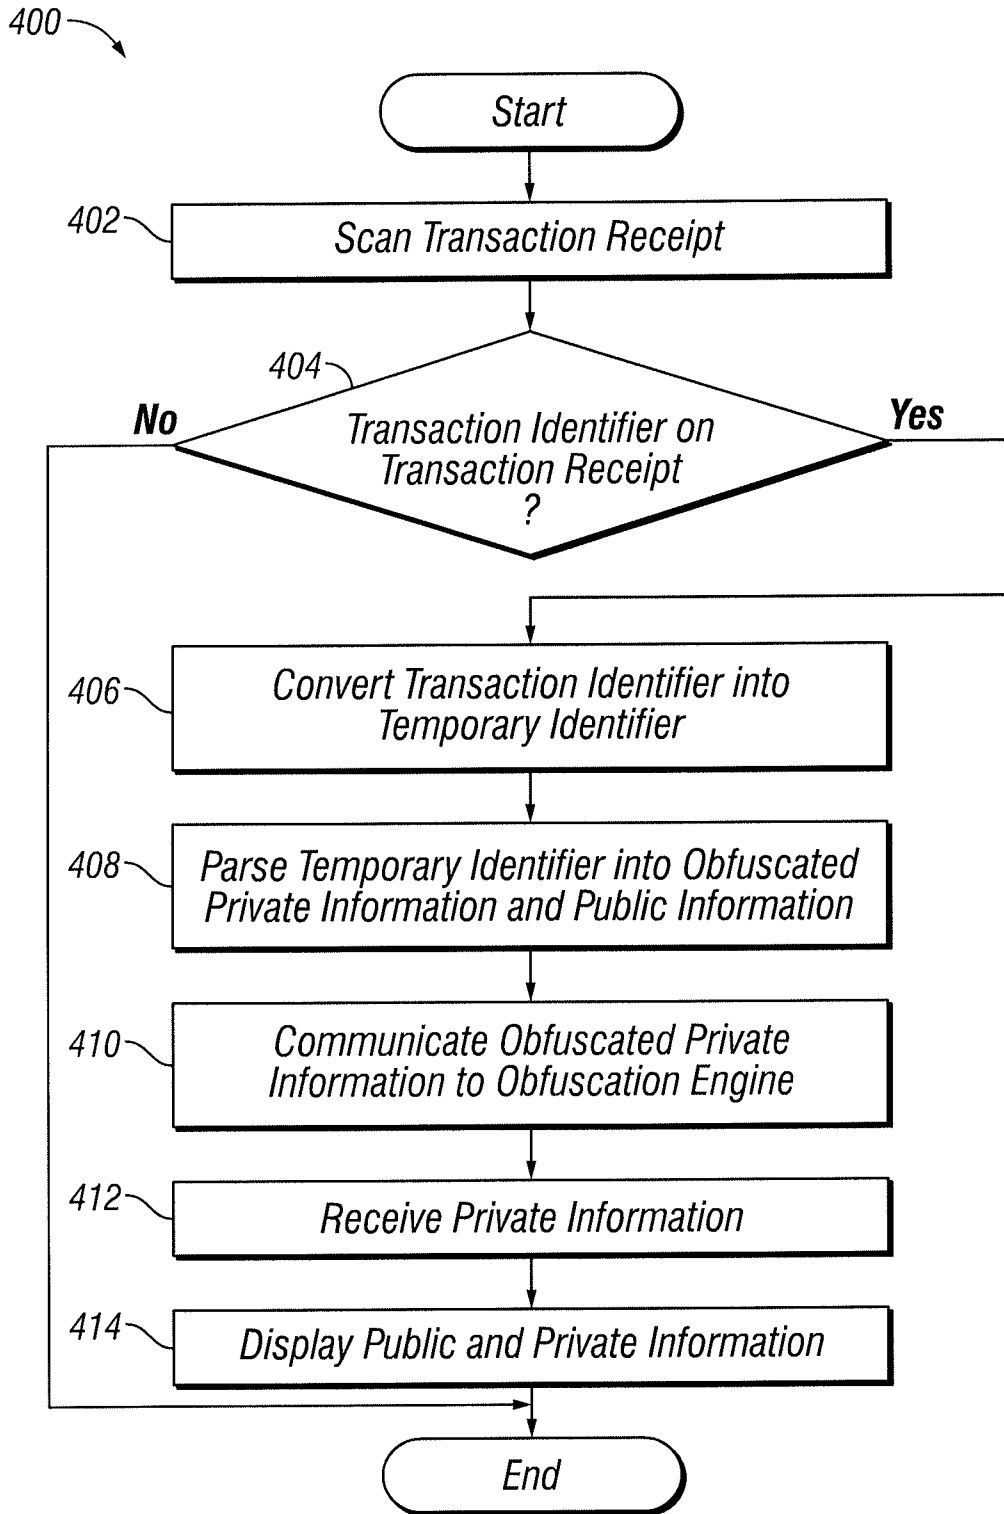 400
Start
402
Scan Transaction Receipt
404
No
Yes
Transaction Identifier on
Transaction Receipt
?
406
Convert Transaction Identifier into
Temporary Identifier
408
Parse Temporary Identifier into Obfuscated
Private Information and Public Information
410
Communicate Obfuscated Private
Information to Obfuscation Engine
412
Receive Private Information
414
Display Public and Private Information
End